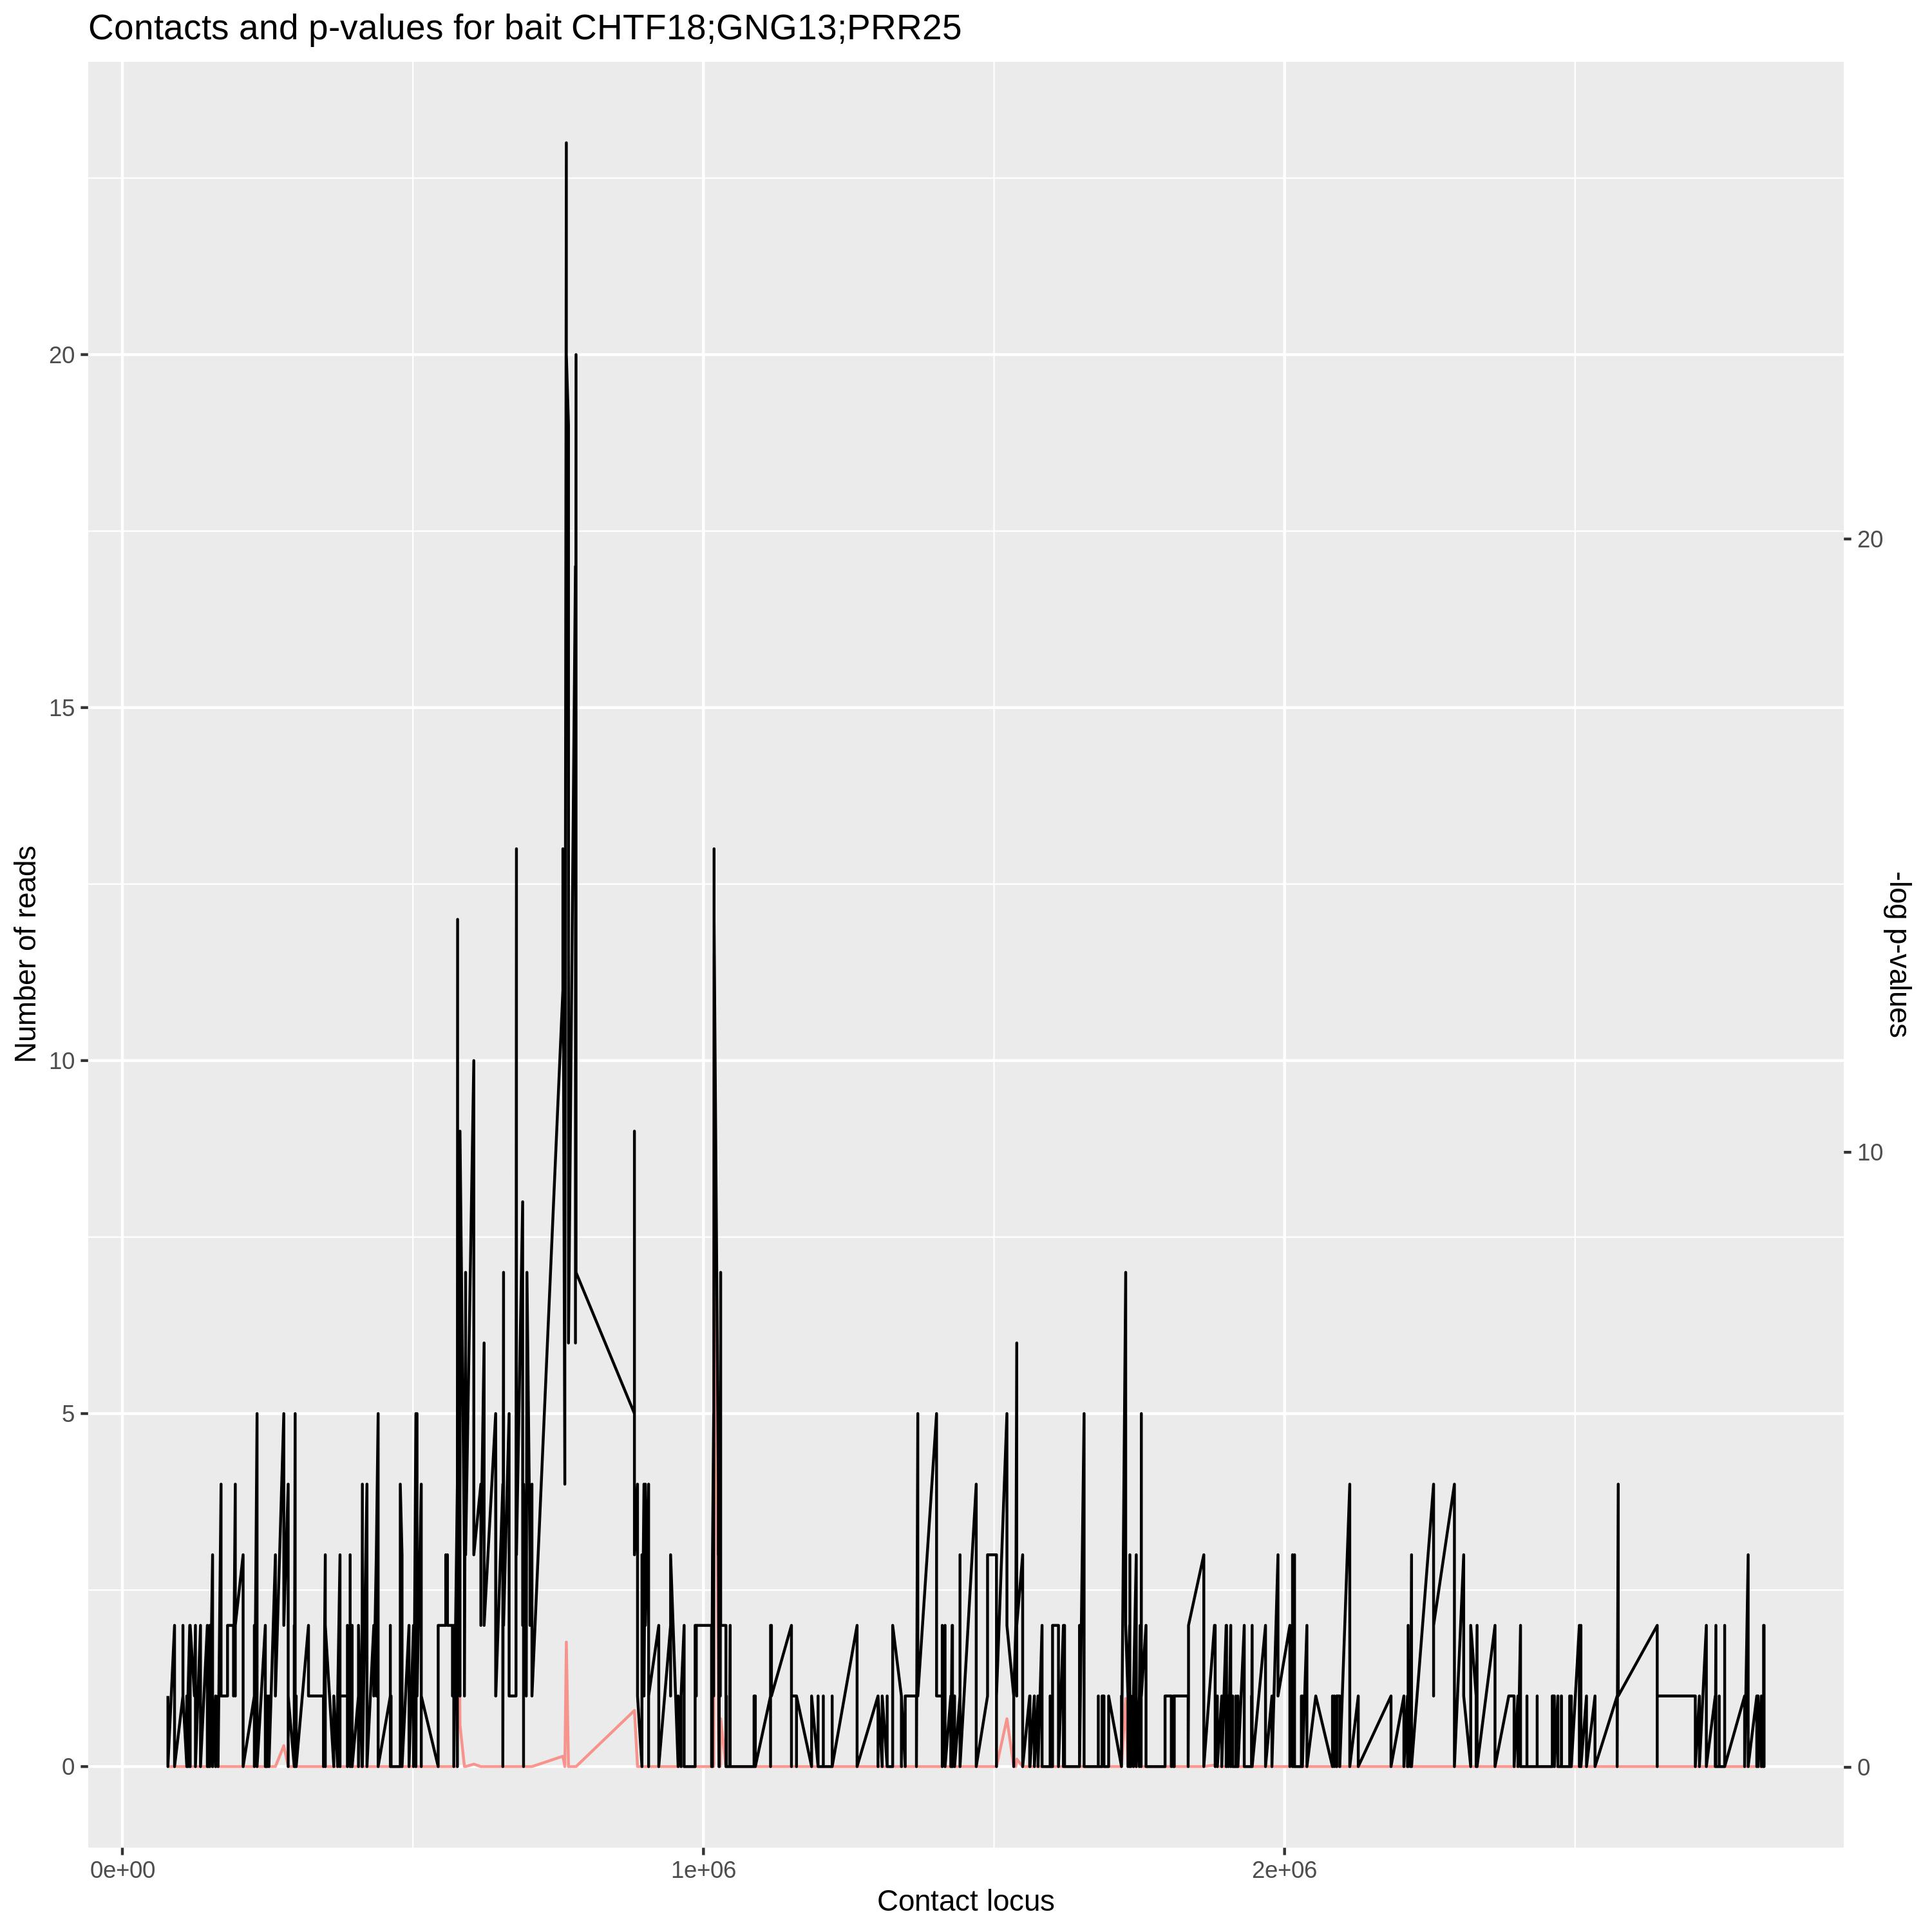 Contacts and p-values for bait CHTF18;GNG13;PRR25
Number of reads
20
15
10
5
0
20
10
0
-log p-values
0e+00
1e+06
2e+06
Contact locus